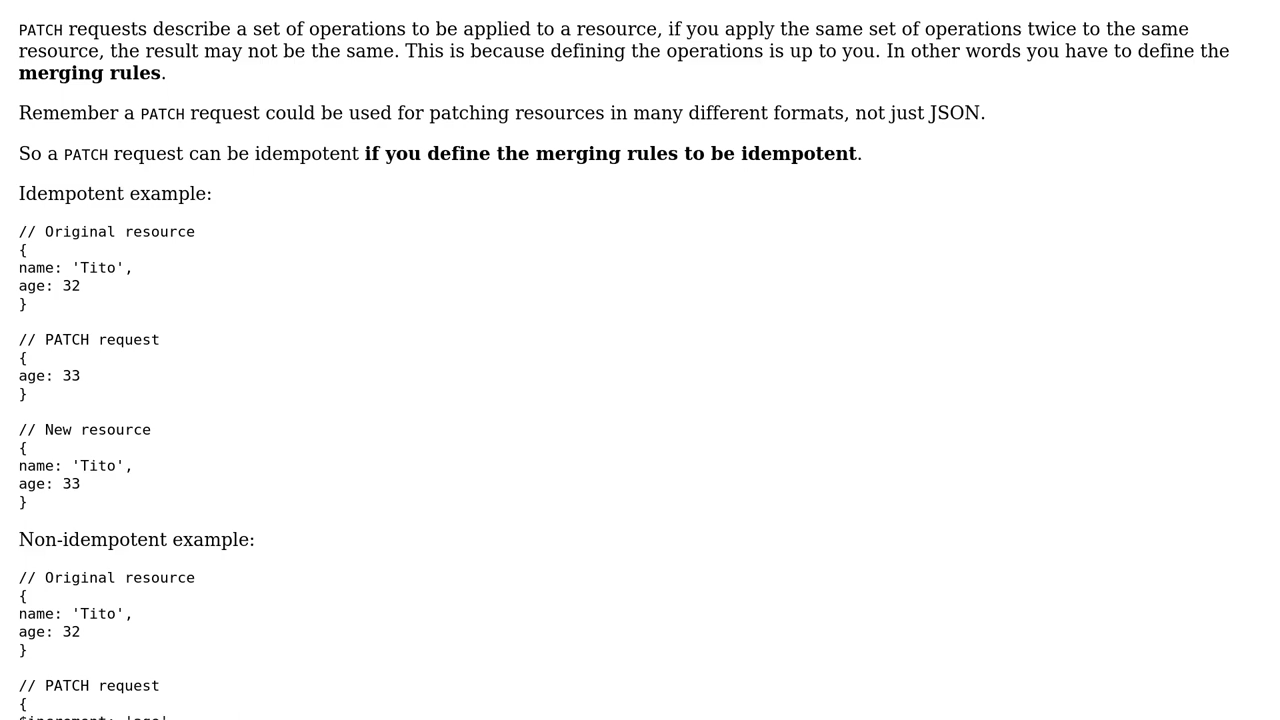 PATCH requests describe a set of operations to be applied to a resource, if you apply the same set of operations twice to the same
resource, the result may not be the same. This is because defining the operations is up to you. In other words you have to define the
merging rules.
Remember a PATCH request could be used for patching resources in many different formats, not just JSON.
So a PATCH request can be idempotent if you define the merging rules to be idempotent.
Idempotent example:
// Original resource
{
name: 'Tito',
age: 32
}
// PATCH request
{
age: 33
}
// New resource
{
name: 'Tito',
age: 33
}
Non-idempotent example:
// Original resource
{
name: 'Tito',
age: 32
}
// PATCH request
{
$increment: 'age'